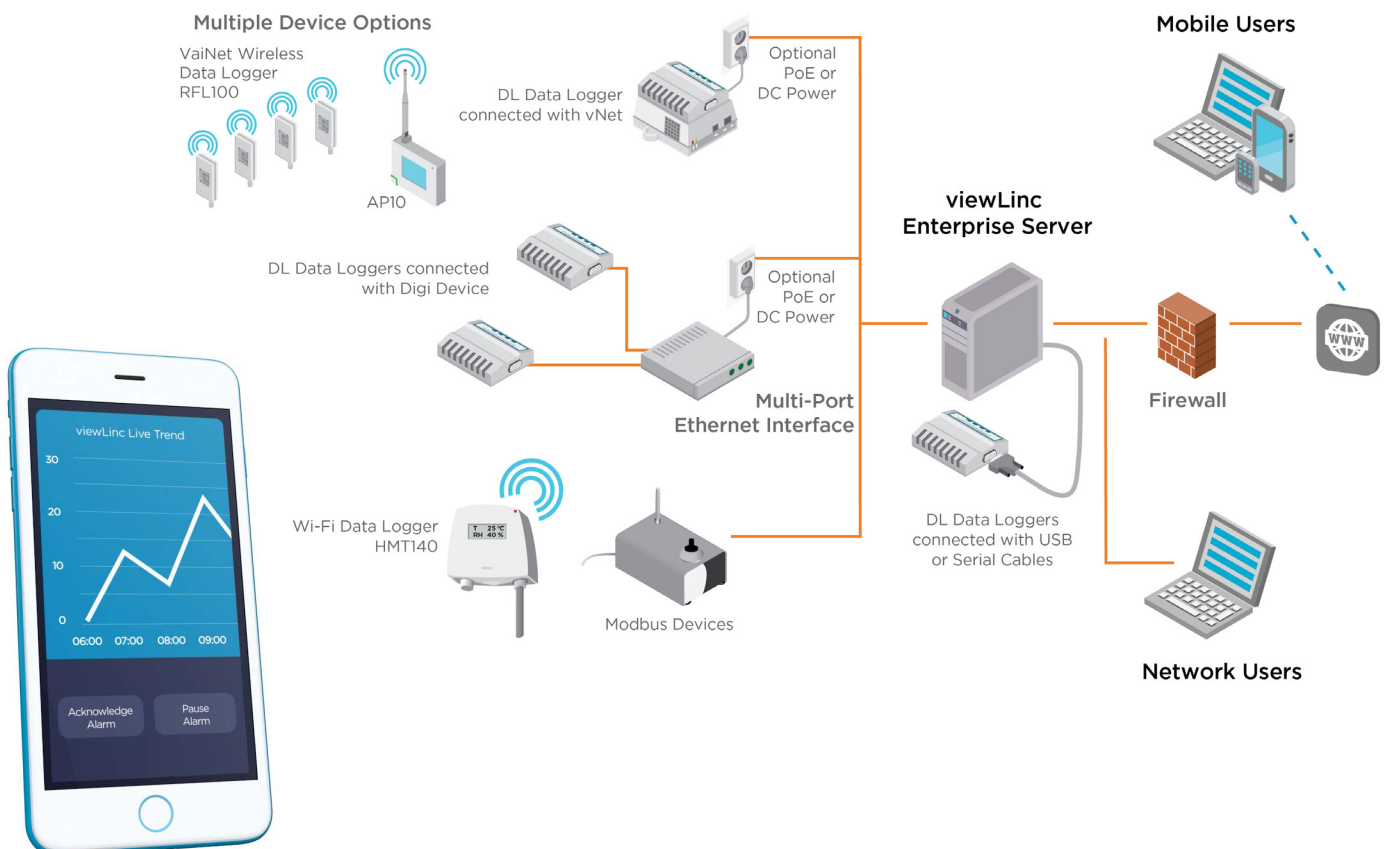 Multiple Device Options
VaiNet Wireless
Data Logger
RFL100
AP10
DL Data Logger
connected with vNet
Optional
PoE or
DC Power
DL Data Loggers connected
with Digi Device
Optional
PoE or
DC Power
Multi-Port
Ethernet Interface
Wi-Fi Data Logger
HMT140
T 25 °C
RH 40 %
Modbus Devices
viewLinc
Enterprise Server
DL Data Loggers
connected with USB
or Serial Cables
Mobile Users
Firewall
WWW
Network Users
viewLinc Live Trend
30
20
10
0
06:00 07:00 08:00 09:00
Acknowledge
Alarm
Pause
Alarm